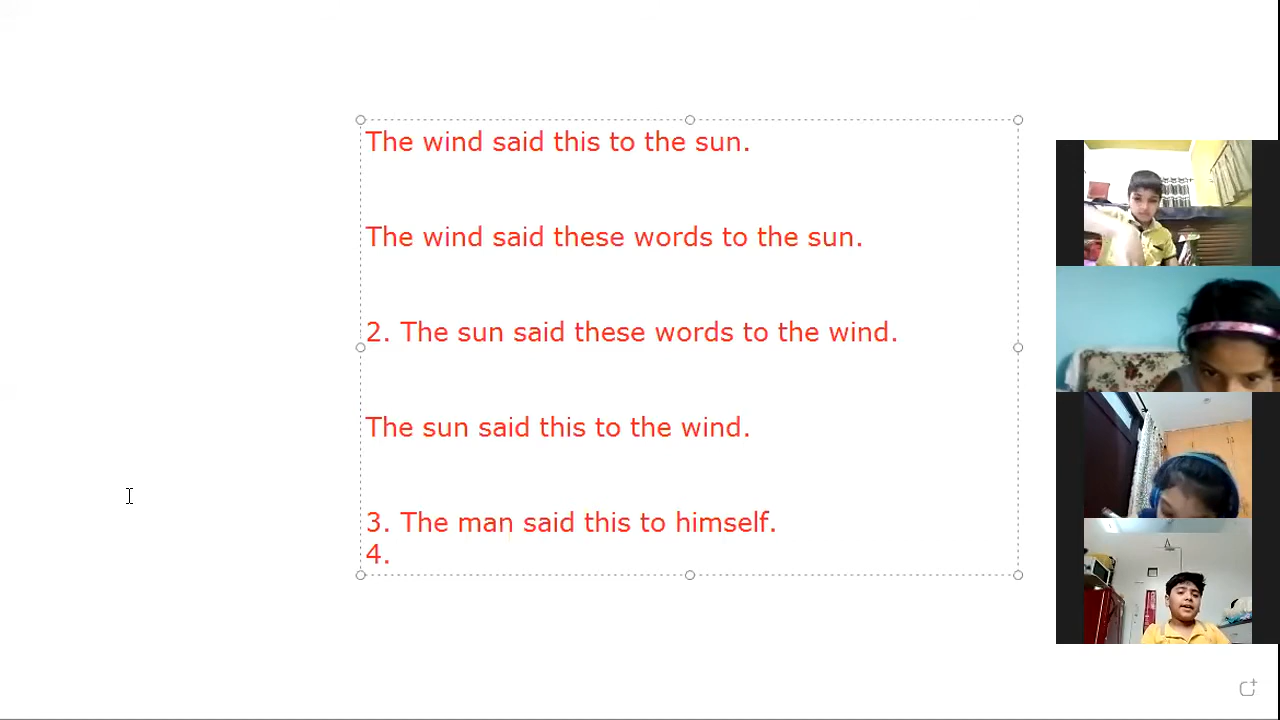 The wind said this to the sun.
The wind said these words to the sun.
2. The sun said these words to the wind.
The sun said this to the wind.
3. The man said this to himself.
4.